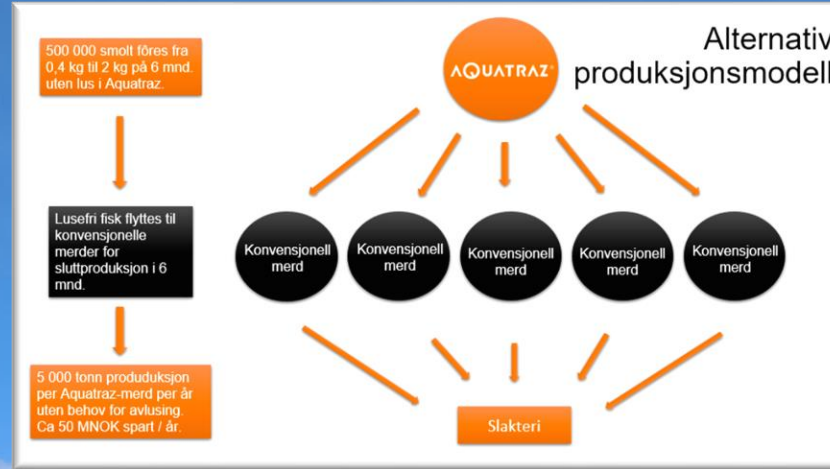 Alternativ
produksjonsmodell
500 000 smolt fôres fra
0,4 kg til 2 kg på 6 mnd.
uten lus i Aquatraz.
AQUATRAZ®
Lusefri fisk flyttes til
konvensjonelle
merder for
sluttproduksjon i 6
mnd.
Konvensjonell
merd
Konvensjonell
merd
Konvensjonell
merd
Konvensjonell
merd
Konvensjonell
merd
5 000 tonn produduksjon
per Aquatraz-merd per år
uten behov for avlusing.
Ca 50 MNOK spart / år.
Slakteri